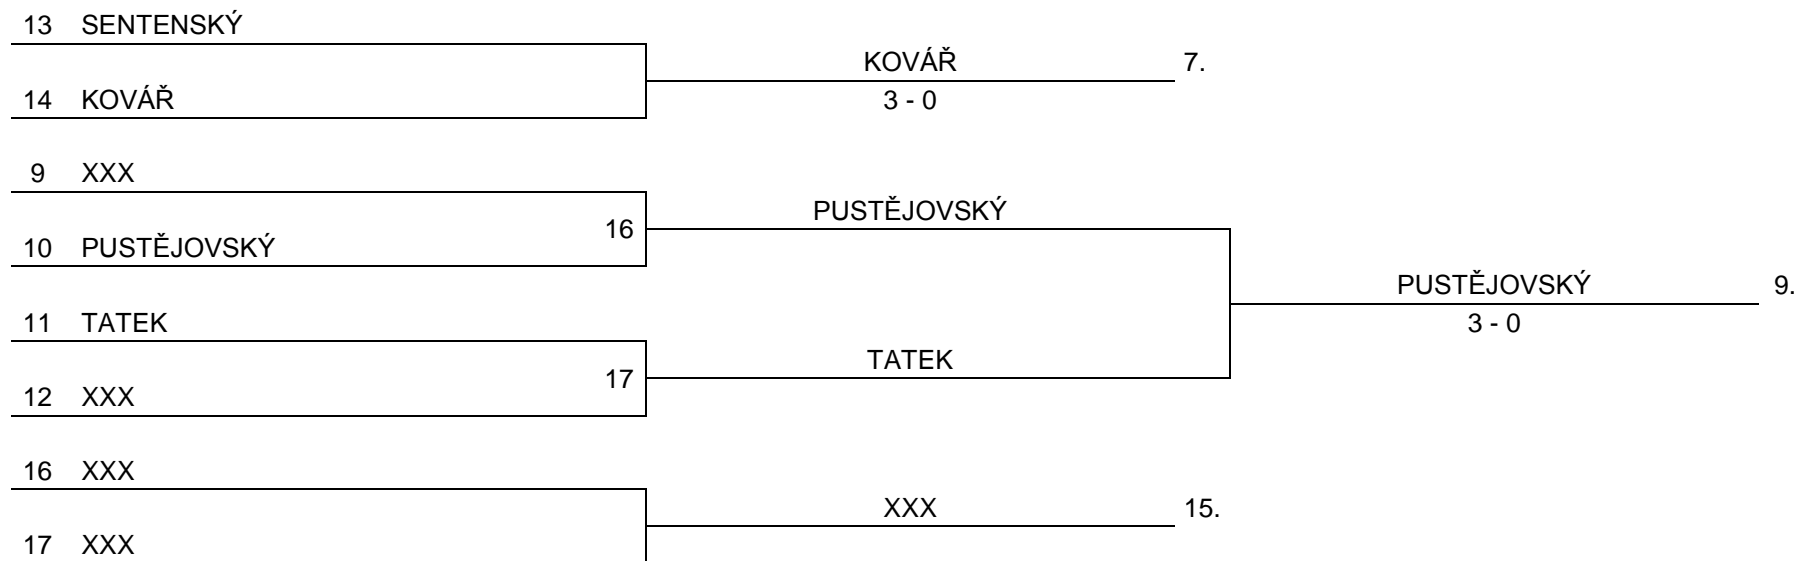 13 SENTENSKÝ
KOVÁŘ 7.
14 KOVÁŘ
3 - 0
9 XXX
PUSTĚJOVSKÝ
16
10 PUSTĚJOVSKÝ
PUSTĚJOVSKÝ 9.
11 TATEK
3 - 0
TATEK
17
12 XXX
16 XXX
XXX 15.
17 XXX